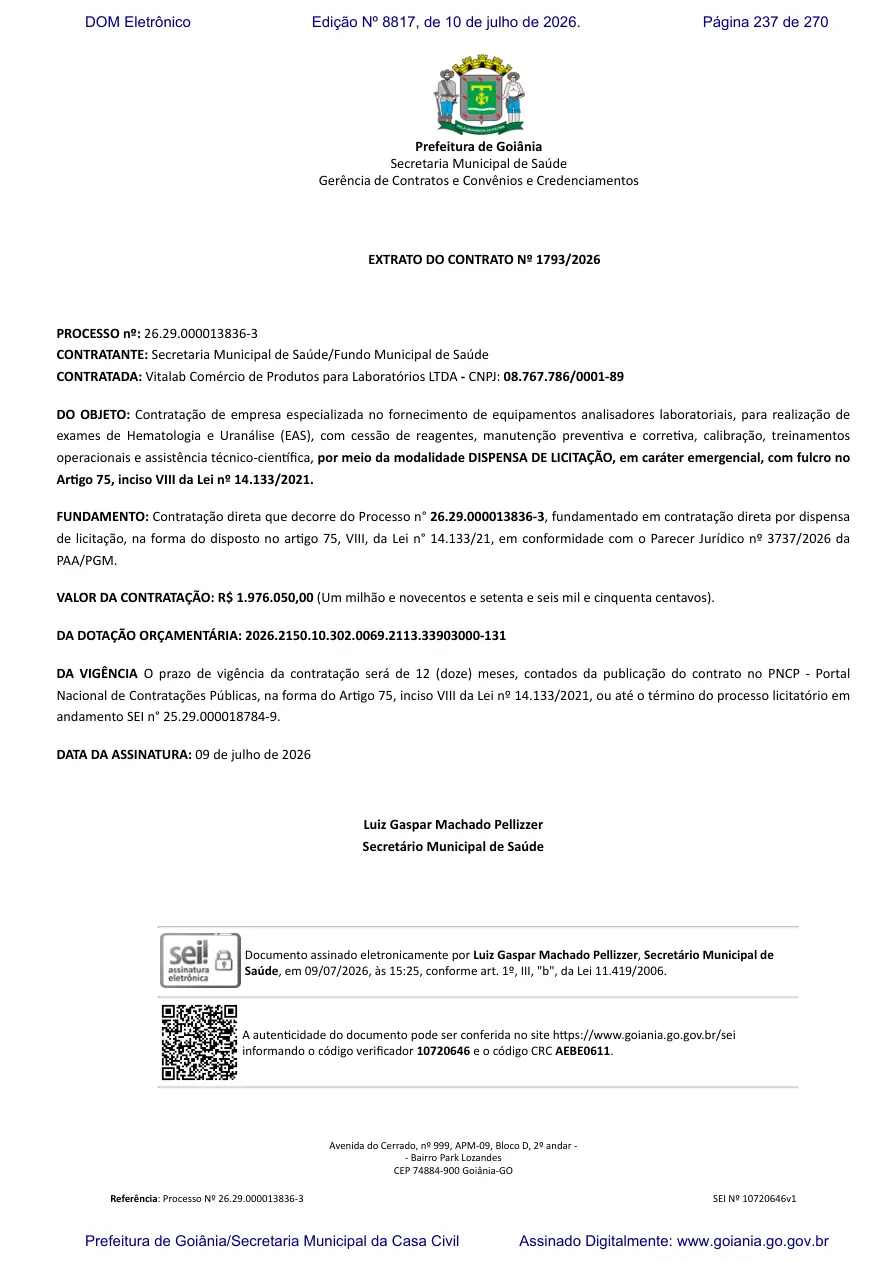 DOM Eletrônico Edição Nº 8817, de 10 de julho de 2026. Página 237 de 270
Prefeitura de Goiânia
Secretaria Municipal de Saúde
Gerência de Contratos e Convênios e Credenciamentos
EXTRATO DO CONTRATO Nº 1793/2026
PROCESSO nº: 26.29.000013836-3
CONTRATANTE: Secretaria Municipal de Saúde/Fundo Municipal de Saúde
CONTRATADA: Vitalab Comércio de Produtos para Laboratórios LTDA - CNPJ: 08.767.786/0001-89
DO OBJETO: Contratação de empresa especializada no fornecimento de equipamentos analisadores laboratoriais, para realização de
exames de Hematologia e Uranálise (EAS), com cessão de reagentes, manutenção preventiva e corretiva, calibração, treinamentos
operacionais e assistência técnico-científica, por meio da modalidade DISPENSA DE LICITAÇÃO, em caráter emergencial, com fulcro no
Artigo 75, inciso VIII da Lei nº 14.133/2021.
FUNDAMENTO: Contratação direta que decorre do Processo n° 26.29.000013836-3, fundamentado em contratação direta por dispensa
de licitação, na forma do disposto no artigo 75, VIII, da Lei n° 14.133/21, em conformidade com o Parecer Jurídico nº 3737/2026 da
PAA/PGM.
VALOR DA CONTRATAÇÃO: R$ 1.976.050,00 (Um milhão e novecentos e setenta e seis mil e cinquenta centavos).
DA DOTAÇÃO ORÇAMENTÁRIA: 2026.2150.10.302.0069.2113.33903000-131
DA VIGÊNCIA O prazo de vigência da contratação será de 12 (doze) meses, contados da publicação do contrato no PNCP - Portal
Nacional de Contratações Públicas, na forma do Artigo 75, inciso VIII da Lei nº 14.133/2021, ou até o término do processo licitatório em
andamento SEI n° 25.29.000018784-9.
DATA DA ASSINATURA: 09 de julho de 2026
Luiz Gaspar Machado Pellizzer
Secretário Municipal de Saúde
sei!
assinatura
eletrônica
Documento assinado eletronicamente por Luiz Gaspar Machado Pellizzer, Secretário Municipal de
Saúde, em 09/07/2026, às 15:25, conforme art. 1º, III, "b", da Lei 11.419/2006.
A autenticidade do documento pode ser conferida no site https://www.goiania.go.gov.br/sei
informando o código verificador 10720646 e o código CRC AEBE0611.
Avenida do Cerrado, nº 999, APM-09, Bloco D, 2º andar -
- Bairro Park Lozandes
CEP 74884-900 Goiânia-GO
Referência: Processo Nº 26.29.000013836-3 SEI Nº 10720646v1
Prefeitura de Goiânia/Secretaria Municipal da Casa Civil Assinado Digitalmente: www.goiania.go.gov.br